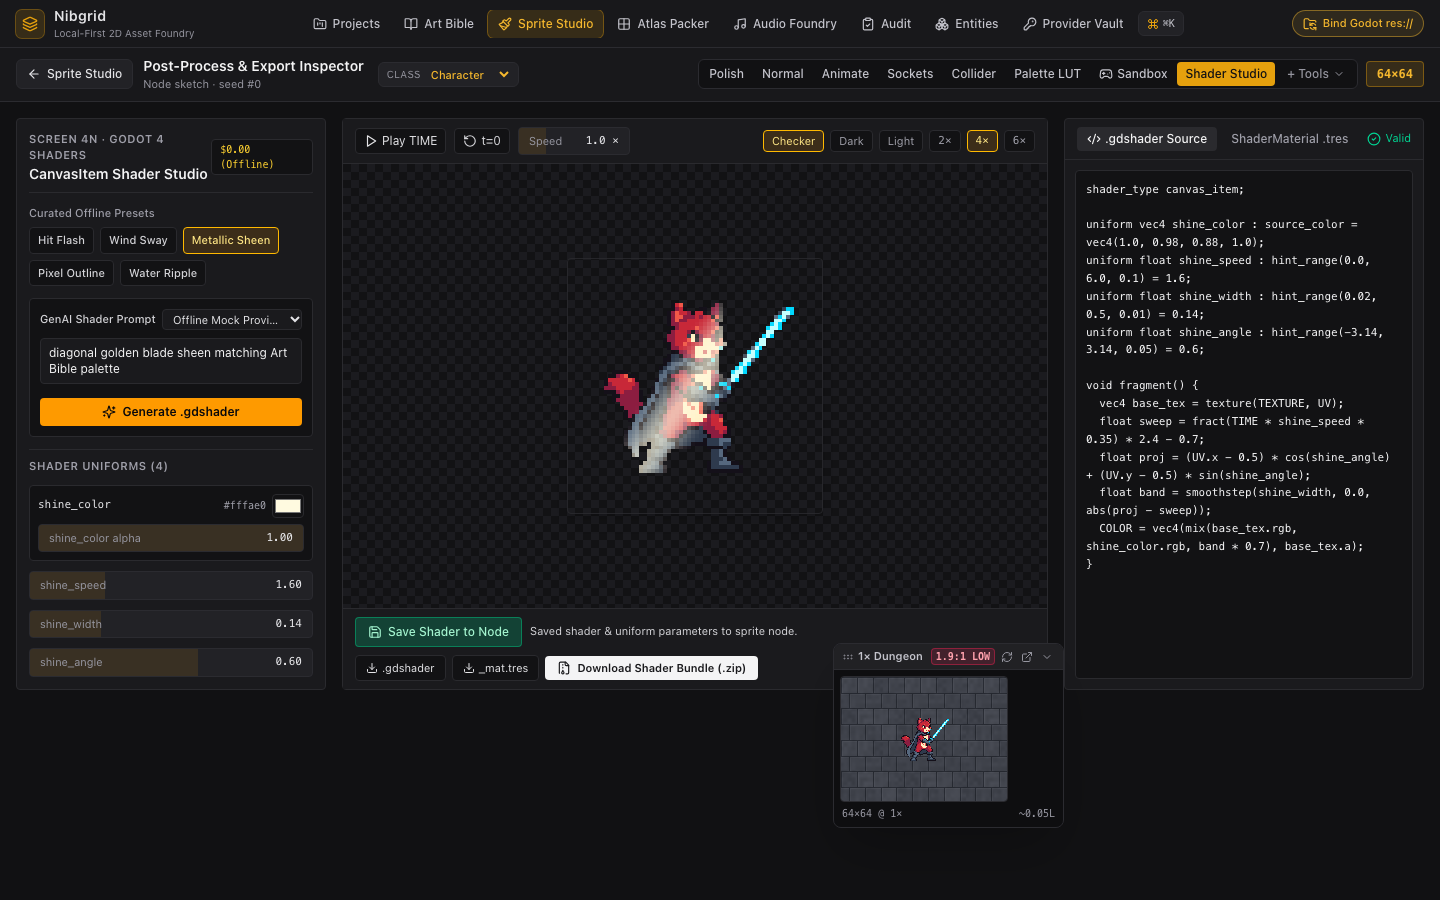 Nibgrid
Local-First 2D Asset Foundry
Projects
Art Bible
Sprite Studio
Atlas Packer
Audio Foundry
Audit
Entities
Provider Vault
⌘ ⌘K
Bind Godot res://
Sprite Studio
Post-Process & Export Inspector
Node sketch · seed #0
CLASS Character
Polish
Normal
Animate
Sockets
Collider
Palette LUT
Sandbox
Shader Studio
+ Tools
64×64
SCREEN 4N · GODOT 4
SHADERS
CanvasItem Shader Studio
$0.00
(Offline)
Curated Offline Presets
Hit Flash
Wind Sway
Metallic Sheen
Pixel Outline
Water Ripple
GenAI Shader Prompt
Offline Mock Provi...
diagonal golden blade sheen matching Art
Bible palette
Generate .gdshader
SHADER UNIFORMS (4)
shine_color
#fffae0
shine_color alpha 1.00
shine_speed 1.60
shine_width 0.14
shine_angle 0.60
Play TIME
t=0
Speed 1.0 ×
Checker
Dark
Light
2×
4×
6×
Save Shader to Node
Saved shader & uniform parameters to sprite node.
.gdshader
_mat.tres
Download Shader Bundle (.zip)
1× Dungeon
1.9:1 LOW
64×64 @ 1×
~0.05L
.gdshader Source
ShaderMaterial .tres
Valid
shader_type canvas_item;
uniform vec4 shine_color : source_color =
vec4(1.0, 0.98, 0.88, 1.0);
uniform float shine_speed : hint_range(0.0,
6.0, 0.1) = 1.6;
uniform float shine_width : hint_range(0.02,
0.5, 0.01) = 0.14;
uniform float shine_angle : hint_range(-3.14,
3.14, 0.05) = 0.6;
void fragment() {
vec4 base_tex = texture(TEXTURE, UV);
float sweep = fract(TIME * shine_speed *
0.35) * 2.4 - 0.7;
float proj = (UV.x - 0.5) * cos(shine_angle)
+ (UV.y - 0.5) * sin(shine_angle);
float band = smoothstep(shine_width, 0.0,
abs(proj - sweep));
COLOR = vec4(mix(base_tex.rgb,
shine_color.rgb, band * 0.7), base_tex.a);
}